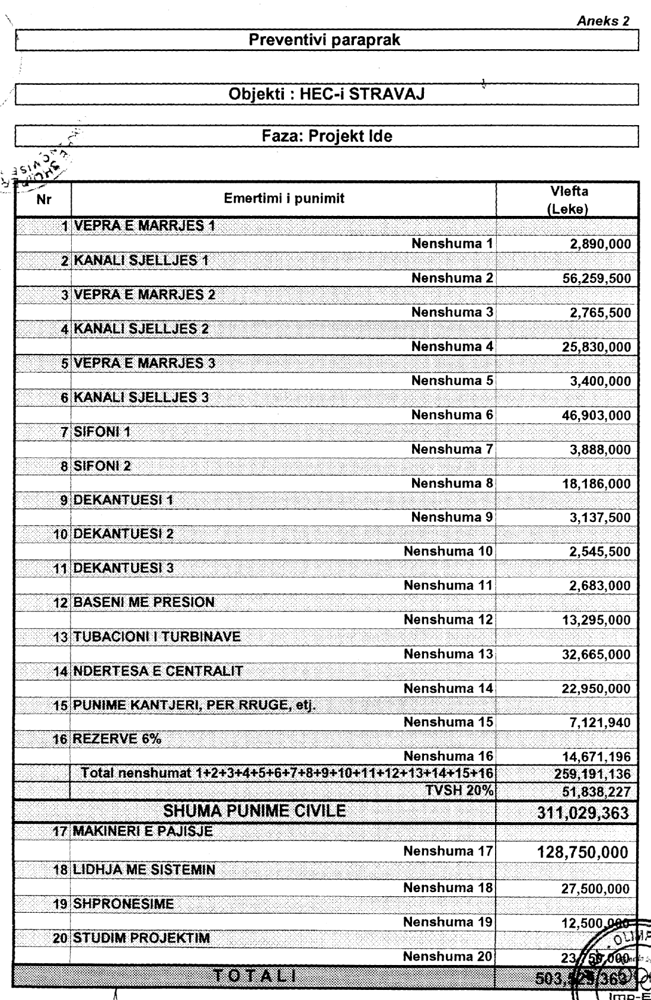 Aneks 2
Preventivi paraprak
Objekti : HEC-i STRAVAJ
Faza: Projekt Ide
Nr Emertimi i punimit Vlefta (Leke)
1 VEPRA E MARRJES 1
Nenshuma 1 2,890,000
2 KANALI SJELLJES 1
Nenshuma 2 56,259,500
3 VEPRA E MARRJES 2
Nenshuma 3 2,765,500
4 KANALI SJELLJES 2
Nenshuma 4 25,830,000
5 VEPRA E MARRJES 3
Nenshuma 5 3,400,000
6 KANALI SJELLJES 3
Nenshuma 6 46,903,000
7 SIFONI 1
Nenshuma 7 3,888,000
8 SIFONI 2
Nenshuma 8 18,186,000
9 DEKANTUESI 1
Nenshuma 9 3,137,500
10 DEKANTUESI 2
Nenshuma 10 2,545,500
11 DEKANTUESI 3
Nenshuma 11 2,683,000
12 BASENI ME PRESION
Nenshuma 12 13,295,000
13 TUBACIONI I TURBINAVE
Nenshuma 13 32,665,000
14 NDERTESA E CENTRALIT
Nenshuma 14 22,950,000
15 PUNIME KANTJERI, PER RRUGE, etj.
Nenshuma 15 7,121,940
16 REZERVE 6%
Nenshuma 16 14,671,196
Total nenshumat 1+2+3+4+5+6+7+8+9+10+11+12+13+14+15+16 259,191,136
TVSH 20% 51,838,227
SHUMA PUNIME CIVILE 311,029,363
17 MAKINERI E PAJISJE
Nenshuma 17 128,750,000
18 LIDHJA ME SISTEMIN
Nenshuma 18 27,500,000
19 SHPRONESIME
Nenshuma 19 12,500,000
20 STUDIM PROJEKTIM
Nenshuma 20 23,750,000
TOTALI 503,529,363
Imp-E